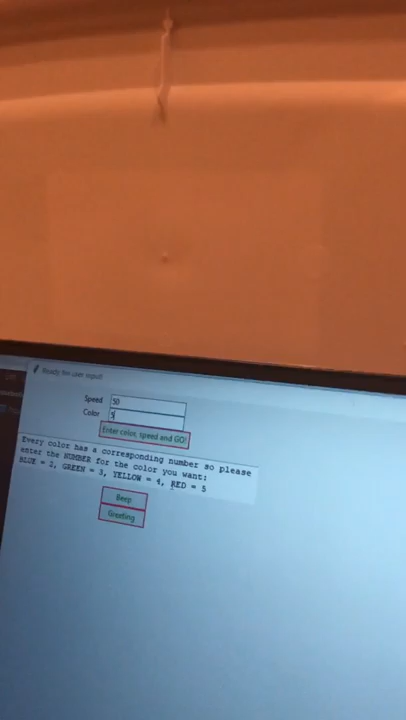 Ready for user input!
Speed 50
Color 5
Enter color, speed and GO!
Every color has a corresponding number so please
enter the NUMBER for the color you want:
BLUE = 2, GREEN = 3, YELLOW = 4, RED = 5
Beep
Greeting